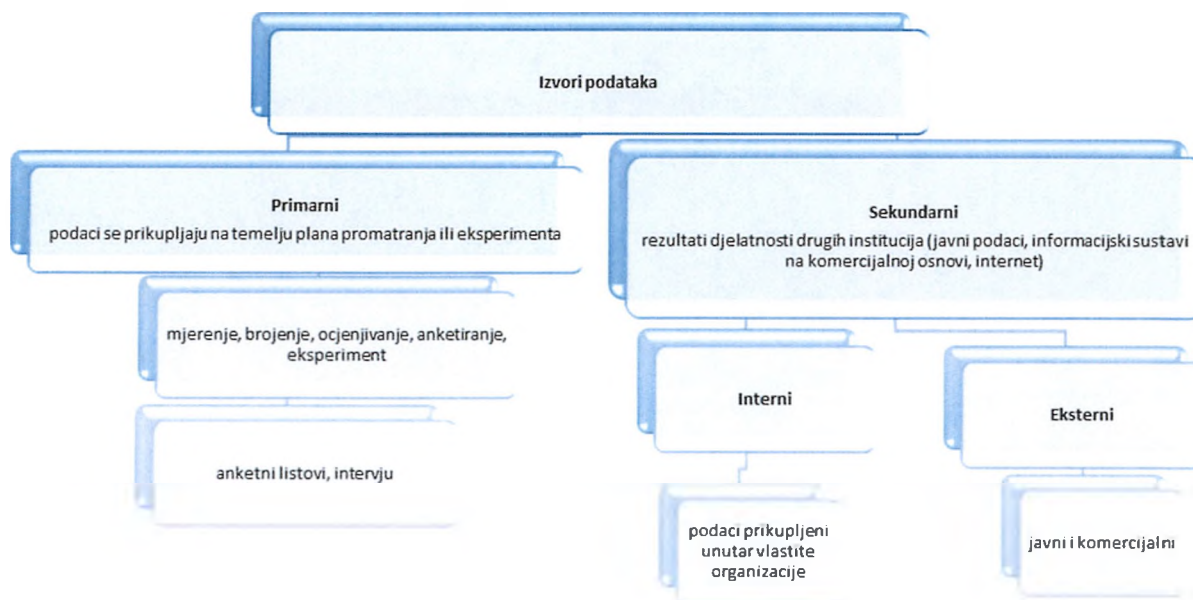 Izvori podataka
Primarni
podaci se prikupljaju na temelju plana promatranja ili eksperimenta
Sekundarni
rezultati djelatnosti drugih institucija (javni podaci, informacijski sustavi
na komercijalnoj osnovi, internet)
mjerenje, brojenje, ocjenjivanje, anketiranje,
eksperiment
anketni listovi, intervju
Interni
Eksterni
podaci prikupljeni
unutar vlastite
organizacije
javni i komercijalni